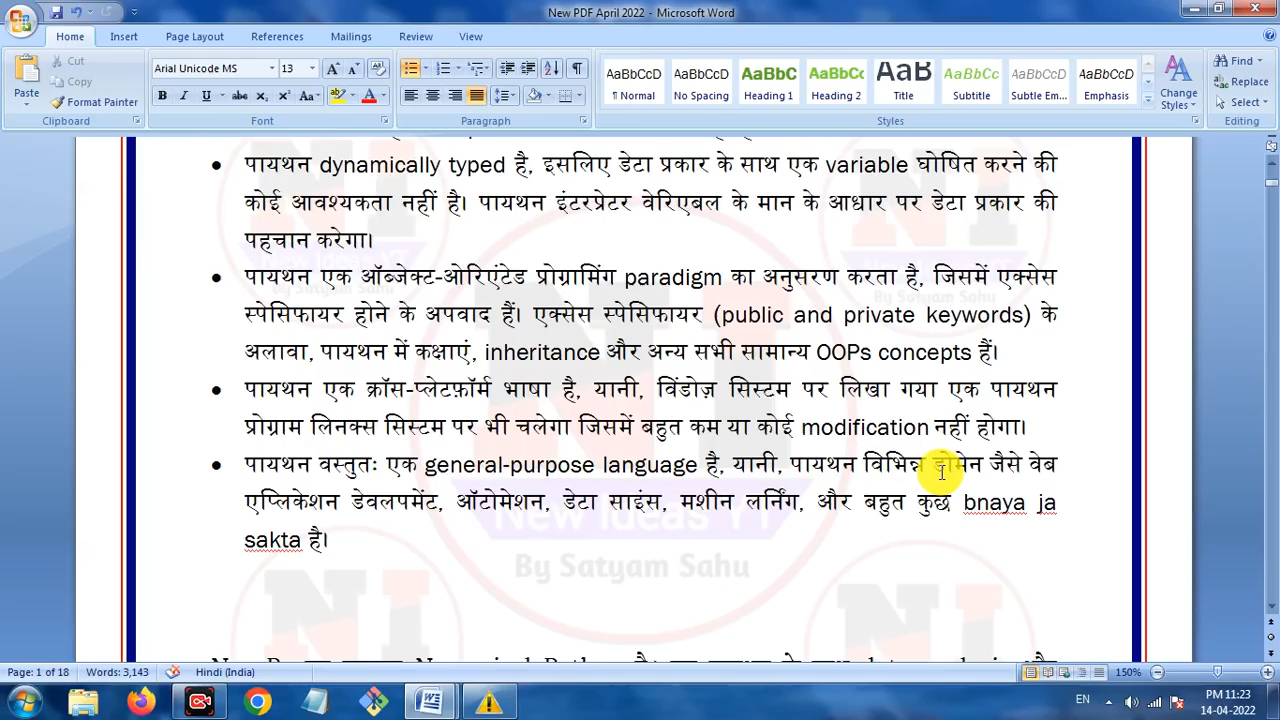 New PDF April 2022 - Microsoft Word
Home Insert Page Layout References Mailings Review View
Paste
Cut
Copy
Format Painter
Clipboard
Arial Unicode MS 13
Font
Paragraph
AaBbCcD AaBbCcD AaBbC AaBbCc AaB AaBbCc AaBbCcD AaBbCcD
¶ Normal No Spacing Heading 1 Heading 2 Title Subtitle Subtle Em... Emphasis
Styles
Change Styles
Find
Replace
Select
Editing
• पायथन dynamically typed है, इसलिए डेटा प्रकार के साथ एक variable घोषित करने की
कोई आवश्यकता नहीं है। पायथन इंटरप्रेटर वेरिएबल के मान के आधार पर डेटा प्रकार की
पहचान करेगा।
• पायथन एक ऑब्जेक्ट-ओरिएंटेड प्रोग्रामिंग paradigm का अनुसरण करता है, जिसमें एक्सेस
स्पेसिफायर होने के अपवाद हैं। एक्सेस स्पेसिफायर (public and private keywords) के
अलावा, पायथन में कक्षाएं, inheritance और अन्य सभी सामान्य OOPs concepts हैं।
• पायथन एक क्रॉस-प्लेटफ़ॉर्म भाषा है, यानी, विंडोज़ सिस्टम पर लिखा गया एक पायथन
प्रोग्राम लिनक्स सिस्टम पर भी चलेगा जिसमें बहुत कम या कोई modification नहीं होगा।
• पायथन वस्तुतः एक general-purpose language है, यानी, पायथन विभिन्न डोमेन जैसे वेब
एप्लिकेशन डेवलपमेंट, ऑटोमेशन, डेटा साइंस, मशीन लर्निंग, और बहुत कुछ bnaya ja
sakta है।
By Satyam Sahu
Page: 1 of 18 Words: 3,143 Hindi (India) 150%
EN PM 11:23
14-04-2022